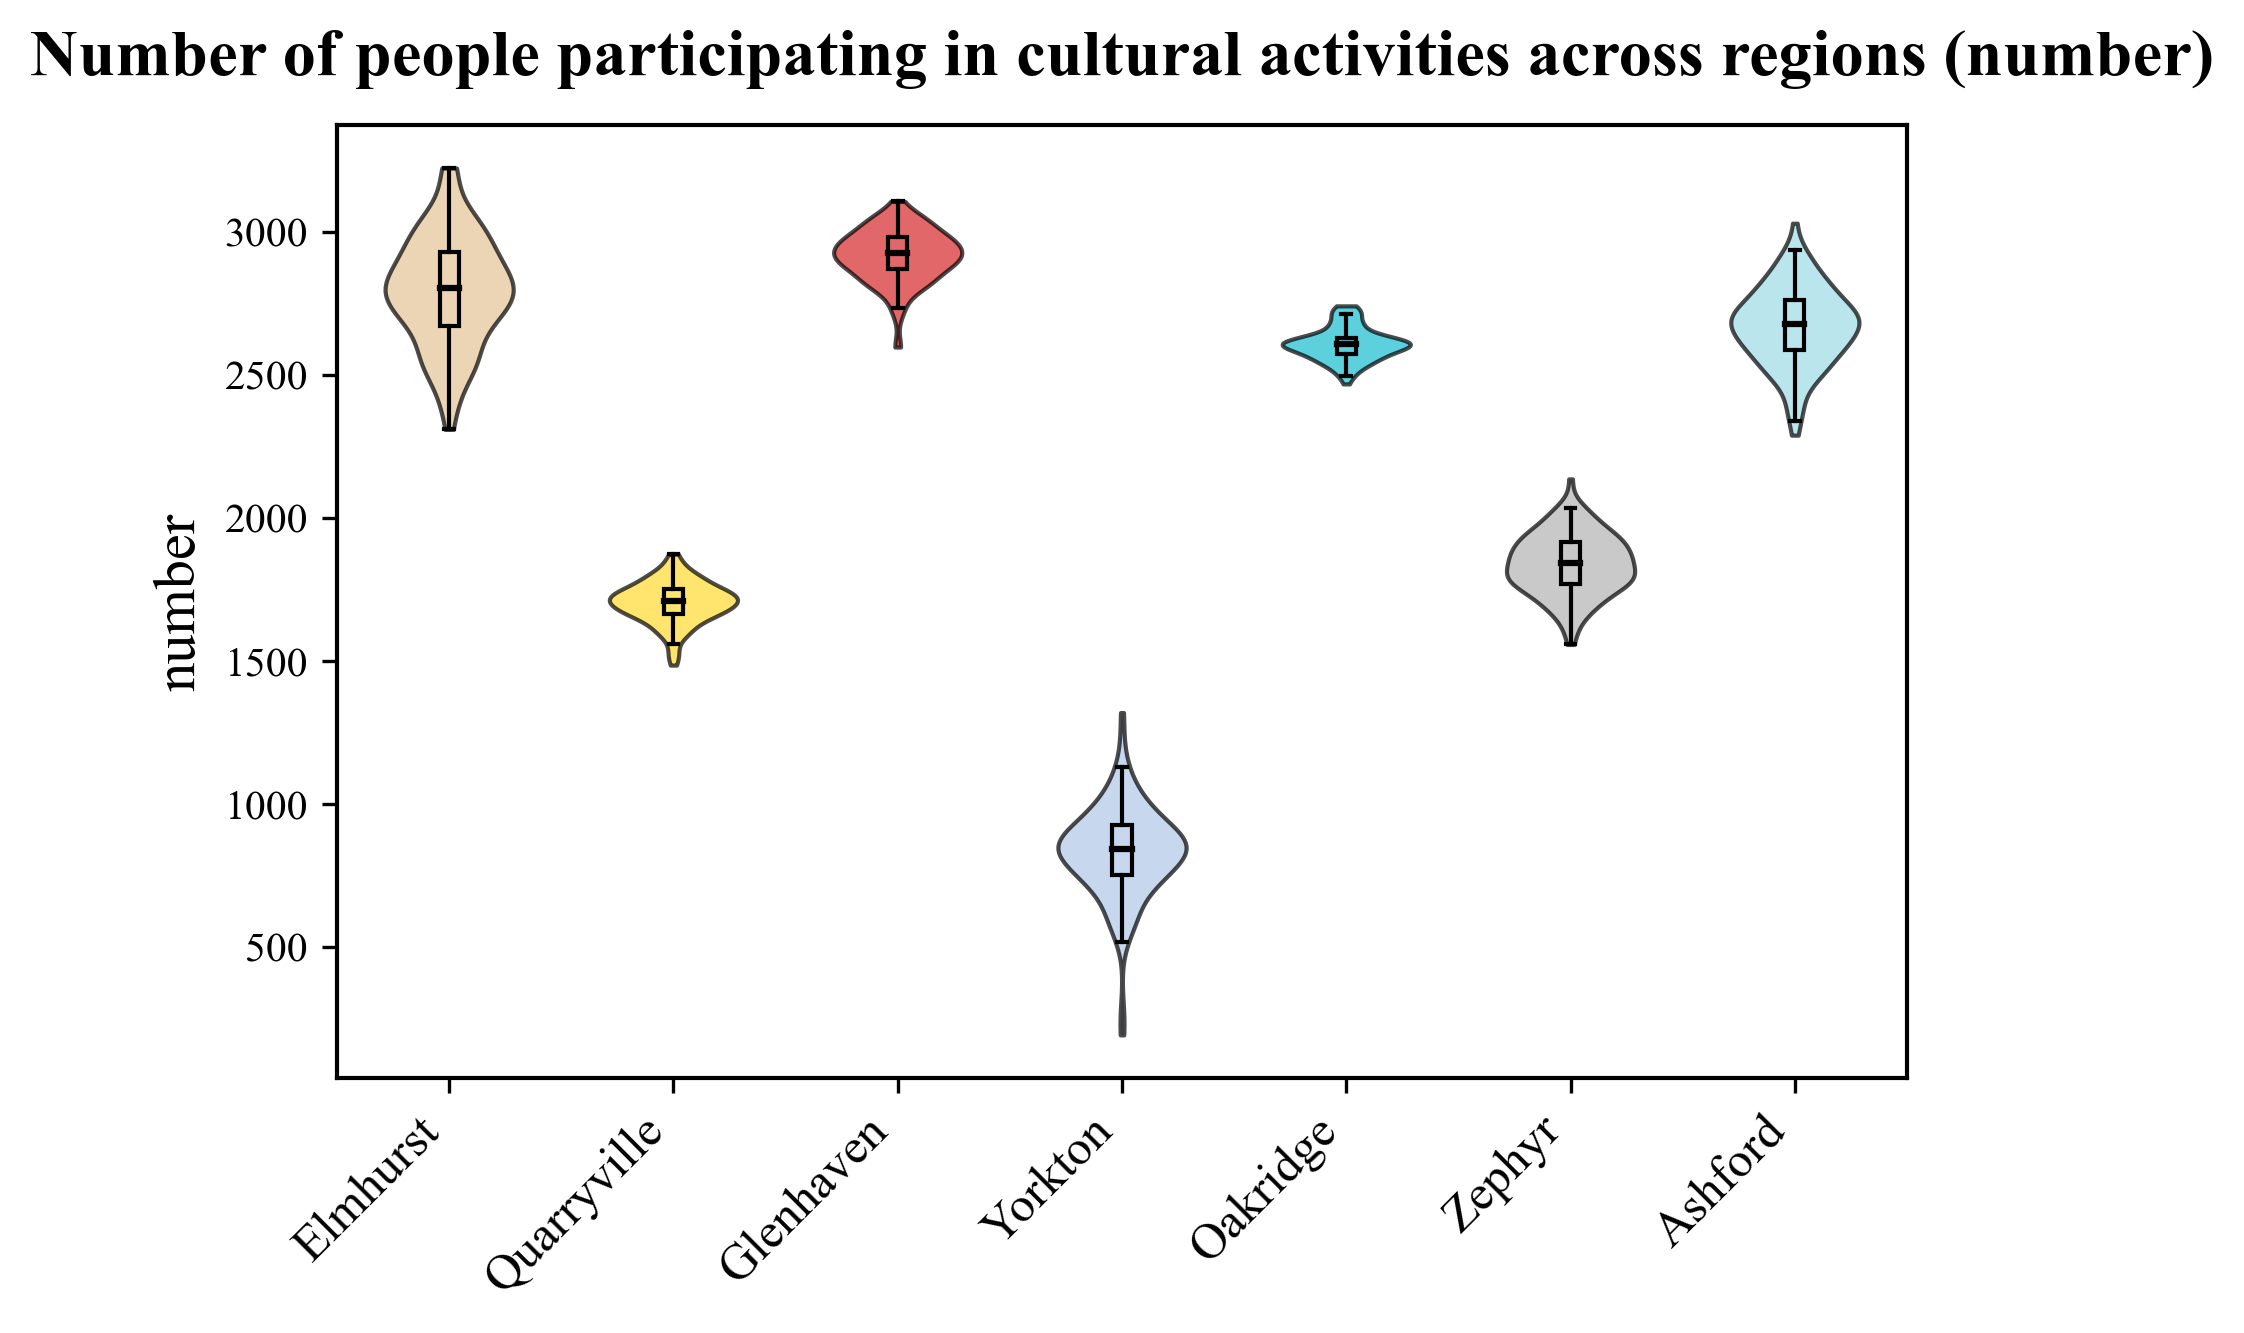 Number of people participating in cultural activities across regions (number)
number
3000
2500
2000
1500
1000
500
Elmhurst
Quarryville
Glenhaven
Yorkton
Oakridge
Zephyr
Ashford